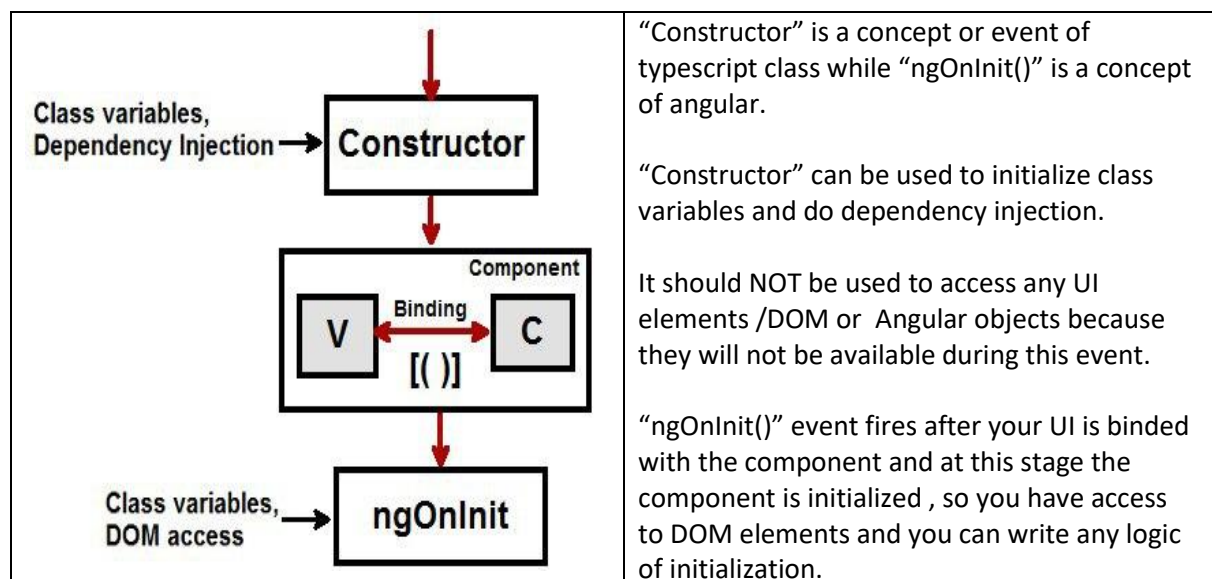 Class variables,
Dependency Injection
Constructor
Component
V
Binding
C
[( )]
Class variables,
DOM access
ngOnInit
“Constructor” is a concept or event of
typescript class while “ngOnInit()” is a concept
of angular.
“Constructor” can be used to initialize class
variables and do dependency injection.
It should NOT be used to access any UI
elements /DOM or  Angular objects because
they will not be available during this event.
“ngOnInit()” event fires after your UI is binded
with the component and at this stage the
component is initialized , so you have access
to DOM elements and you can write any logic
of initialization.